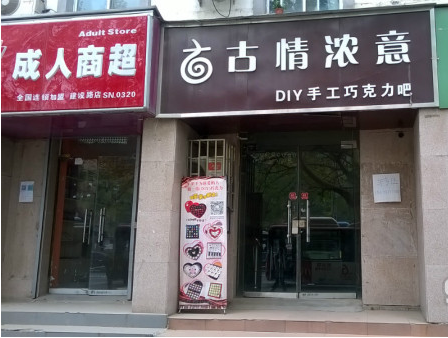 Adult Store
成人商超
全国连锁加盟·建设路店SN.0320
古情浓意
DIY手工巧克力吧